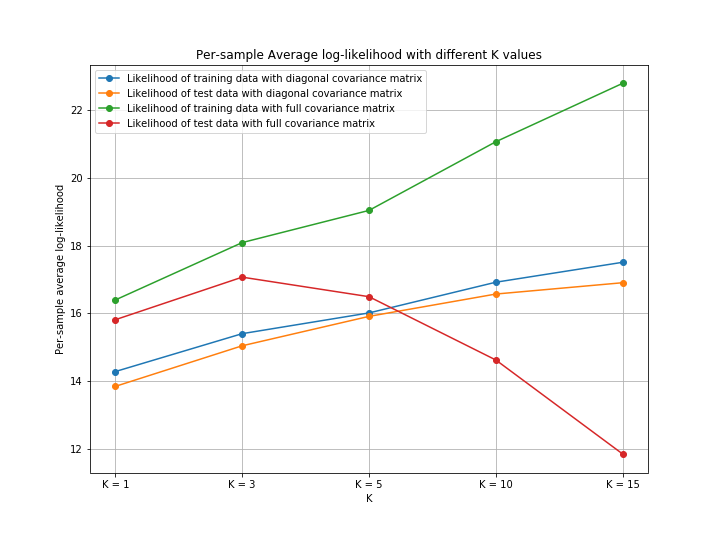 Per-sample Average log-likelihood with different K values
Likelihood of training data with diagonal covariance matrix
Likelihood of test data with diagonal covariance matrix
Likelihood of training data with full covariance matrix
Likelihood of test data with full covariance matrix
Per-sample average log-likelihood
22
20
18
16
14
12
K = 1 K = 3 K = 5 K = 10 K = 15
K